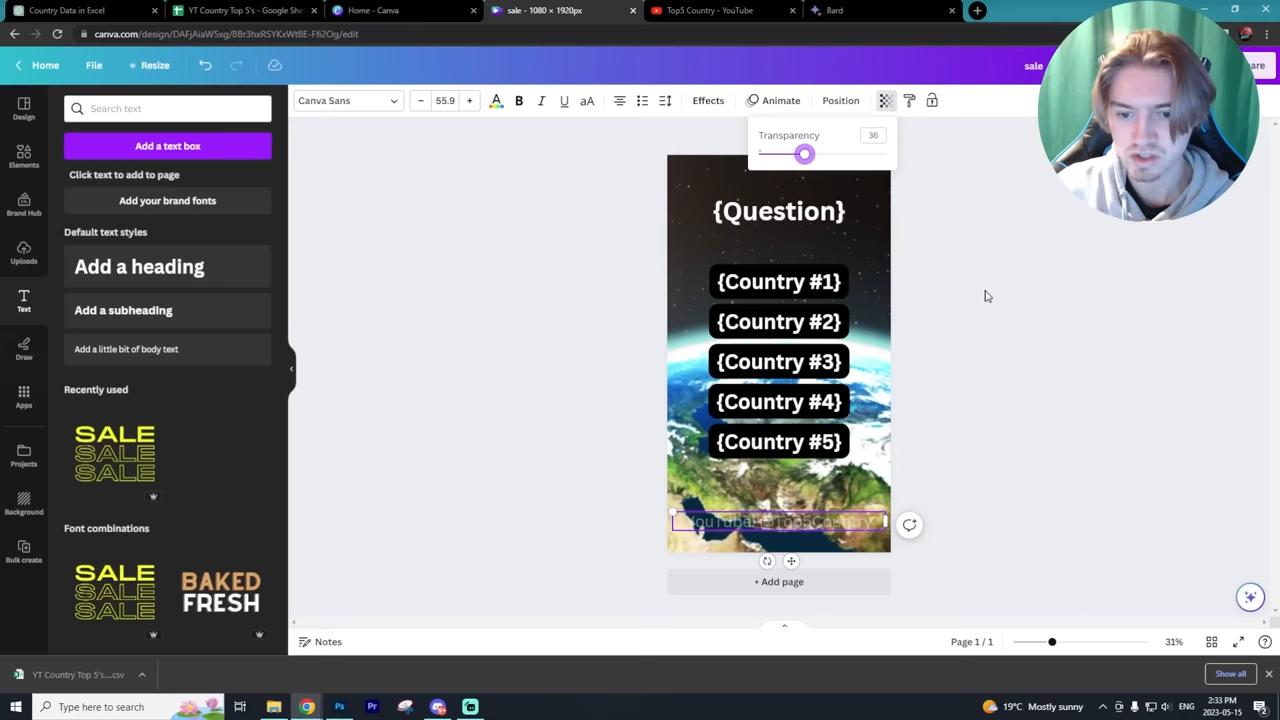 Country Data in Excel
YT Country Top 5's - Google She
Home - Canva
sale - 1080 × 1920px
Top5 Country - YouTube
Bard
canva.com/design/DAFjAiaW5xg/8Br3hxRSYKxWt8E-Ffi2Og/edit
Home
File
Resize
sale
are
Design
Elements
Brand Hub
Uploads
Text
Draw
Apps
Projects
Background
Bulk create
Search text
Add a text box
Click text to add to page
Add your brand fonts
Default text styles
Add a heading
Add a subheading
Add a little bit of body text
Recently used
SALE
SALE
SALE
Font combinations
SALE
SALE
SALE
BAKED
FRESH
Canva Sans
– 55.9 +
A
B
I
U
aA
Effects
Animate
Position
Transparency
36
{Question}
{Country #1}
{Country #2}
{Country #3}
{Country #4}
{Country #5}
YouTube: @Top5Country
+ Add page
Notes
Page 1 / 1
31%
YT Country Top 5's....csv
Show all
Type here to search
19°C Mostly sunny
ENG
2:33 PM
2023-05-15
2